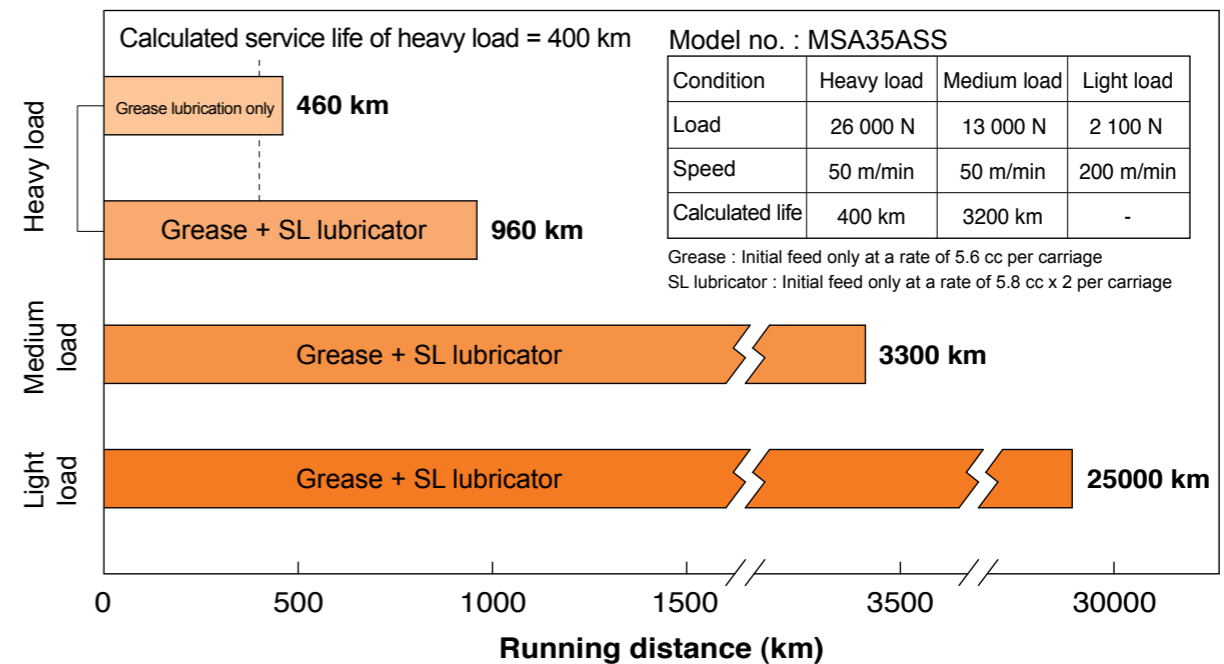 Calculated service life of heavy load = 400 km
Model no. : MSA35ASS
Condition Heavy load Medium load Light load
Load 26 000 N 13 000 N 2 100 N
Speed 50 m/min 50 m/min 200 m/min
Calculated life 400 km 3200 km -
Grease : Initial feed only at a rate of 5.6 cc per carriage
SL lubricator : Initial feed only at a rate of 5.8 cc x 2 per carriage
Heavy load
Grease lubrication only 460 km
Grease + SL lubricator 960 km
Medium
load
Grease + SL lubricator 3300 km
Light
load
Grease + SL lubricator 25000 km
0 500 1000 1500 3500 30000
Running distance (km)